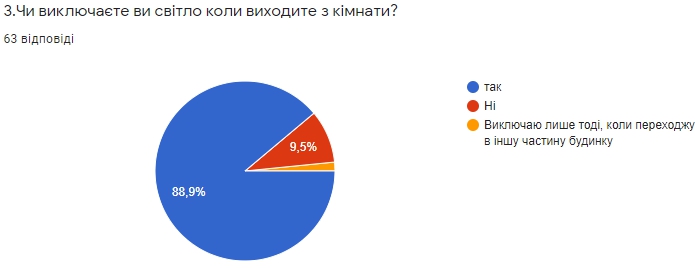 3.Чи виключаєте ви світло коли виходите з кімнати?
63 відповіді
так
Ні
Виключаю лише тоді, коли переходжу
в іншу частину будинку
9,5%
88,9%